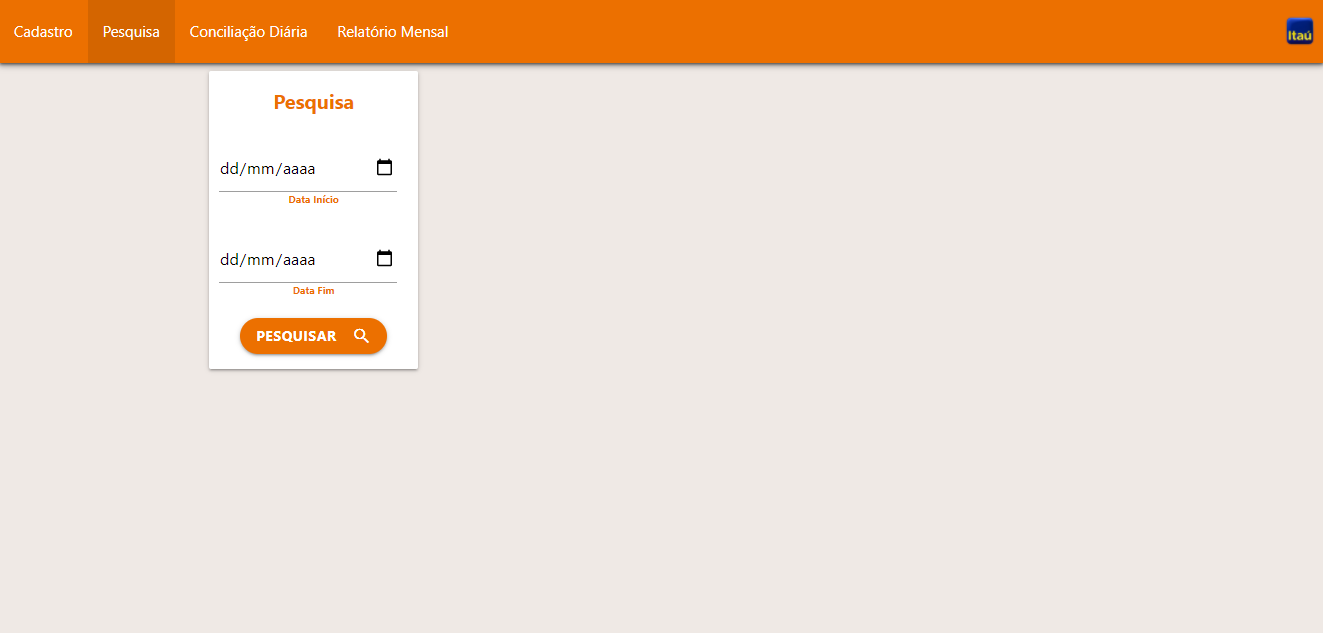 Cadastro Pesquisa Conciliação Diária Relatório Mensal Itaú
Pesquisa
dd/mm/aaaa
Data Início
dd/mm/aaaa
Data Fim
PESQUISAR